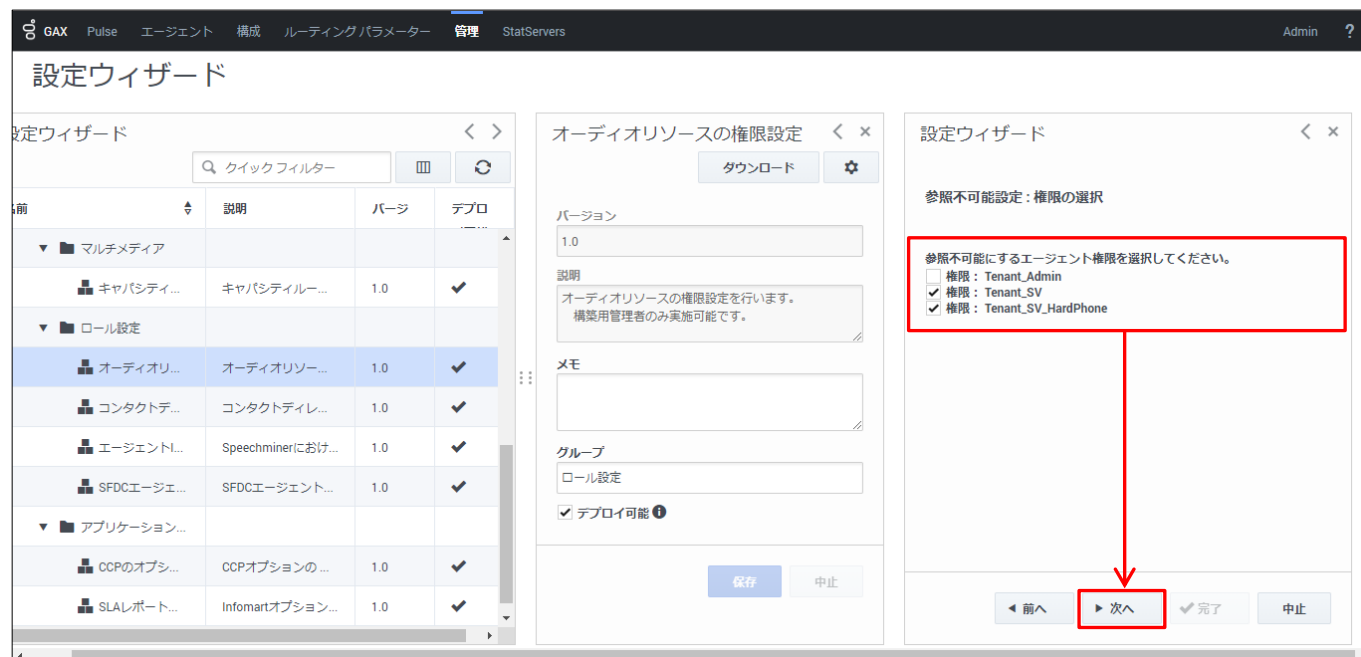 GAX Pulse エージェント 構成 ルーティング パラメーター 管理 StatServers Admin ?
設定ウィザード
設定ウィザード
クイック フィルター
名前 説明 バージ デプロ
マルチメディア
キャパシティ... キャパシティルー... 1.0
ロール設定
オーディオリ... オーディオリソー... 1.0
コンタクトデ... コンタクトディレ... 1.0
エージェントI... Speechminerにおけ... 1.0
SFDCエージェ... SFDCエージェント... 1.0
アプリケーション...
CCPのオプシ... CCPオプションの ... 1.0
SLAレポート... Infomartオプション... 1.0
オーディオリソースの権限設定
ダウンロード
バージョン
1.0
説明
オーディオリソースの権限設定を行います。
構築用管理者のみ実施可能です。
メモ
グループ
ロール設定
デプロイ可能
保存 中止
設定ウィザード
参照不可能設定 : 権限の選択
参照不可能にするエージェント権限を選択してください。
権限 : Tenant_Admin
権限 : Tenant_SV
権限 : Tenant_SV_HardPhone
前へ 次へ 完了 中止